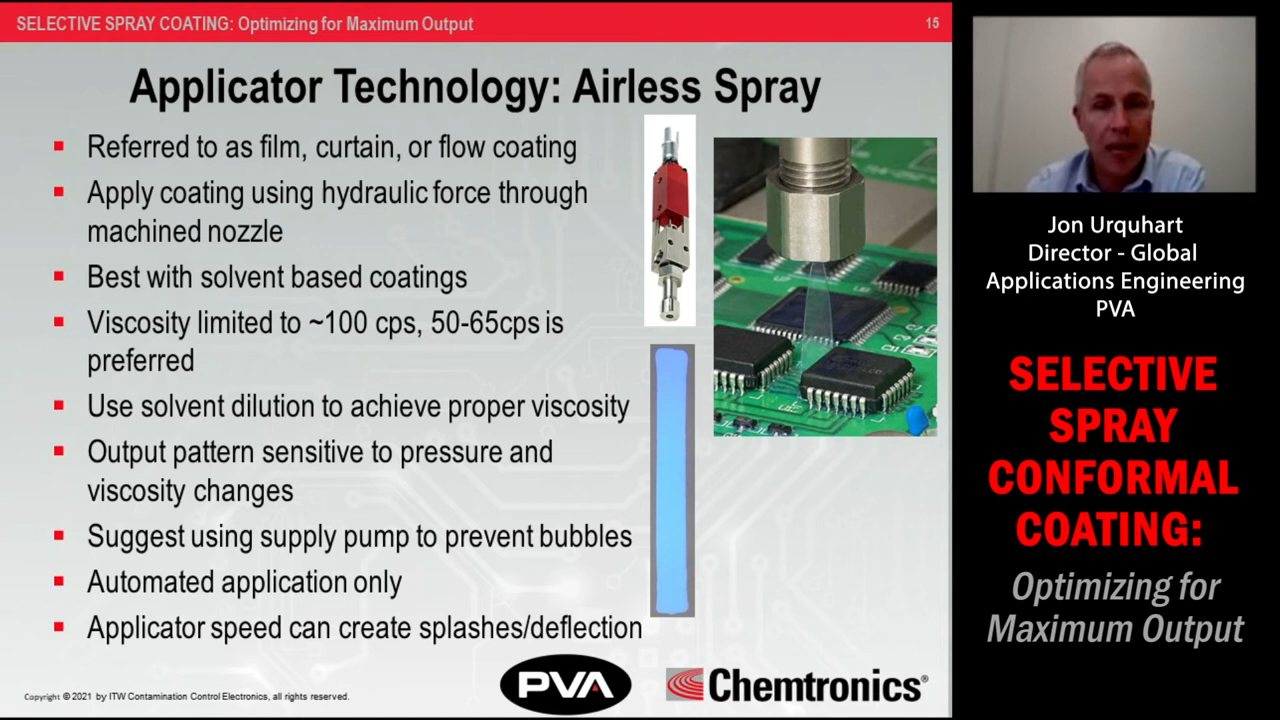 SELECTIVE SPRAY COATING: Optimizing for Maximum Output
15
Applicator Technology: Airless Spray
Referred to as film, curtain, or flow coating
Apply coating using hydraulic force through
machined nozzle
Best with solvent based coatings
Viscosity limited to ~100 cps, 50-65cps is
preferred
Use solvent dilution to achieve proper viscosity
Output pattern sensitive to pressure and
viscosity changes
Suggest using supply pump to prevent bubbles
Automated application only
Applicator speed can create splashes/deflection
Copyright © 2021 by ITW Contamination Control Electronics, all rights reserved.
PVA
Chemtronics®
Jon Urquhart
Director - Global
Applications Engineering
PVA
SELECTIVE
SPRAY
CONFORMAL
COATING:
Optimizing for
Maximum Output